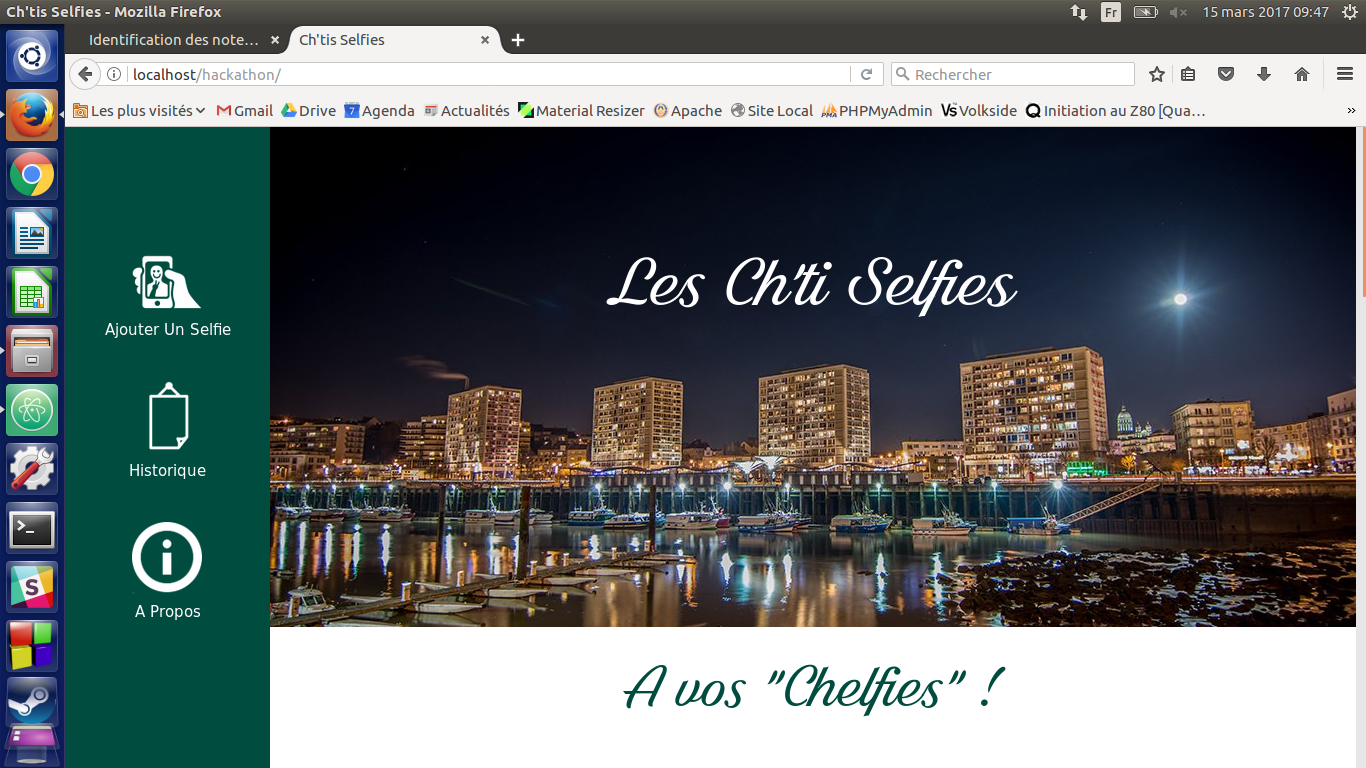 Ch'tis Selfies - Mozilla Firefox
Fr
15 mars 2017 09:47
Identification des note…
Ch'tis Selfies
localhost/hackathon/
Rechercher
Les plus visités
Gmail
Drive
7 Agenda
Actualités
Material Resizer
Apache
Site Local
PMA PHPMyAdmin
VS Volkside
Initiation au Z80 [Qua…
»
Les Ch'ti Selfies
Ajouter Un Selfie
Historique
A Propos
A vos "Chelfies" !
S